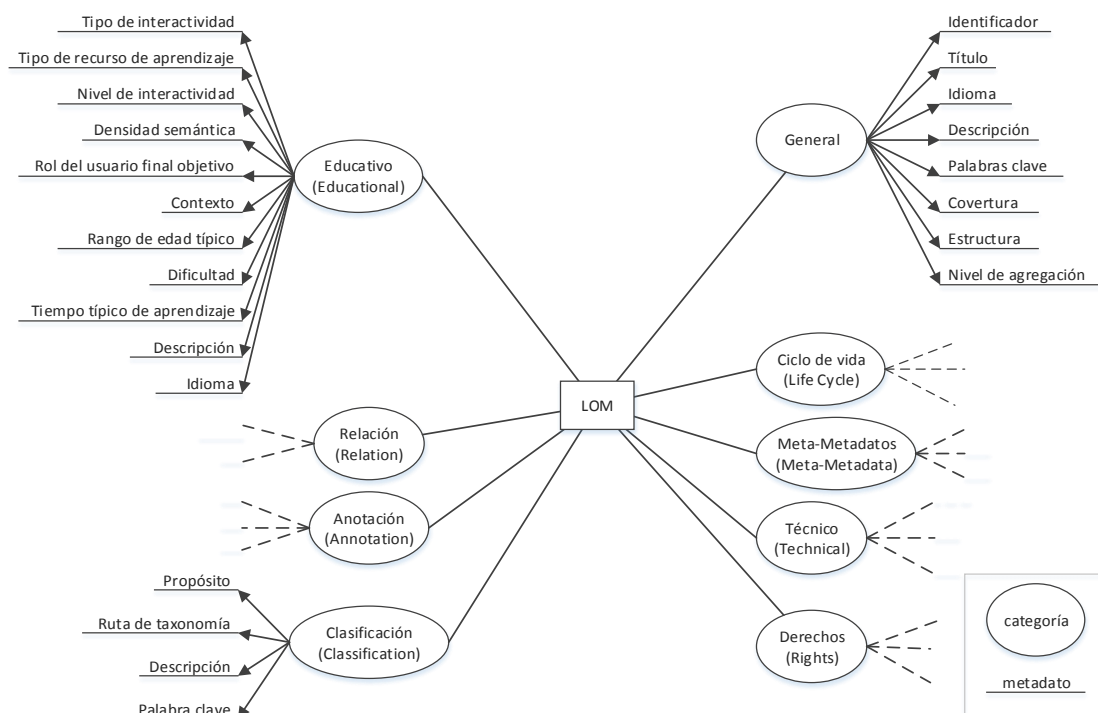 Tipo de interactividad
Tipo de recurso de aprendizaje
Nivel de interactividad
Densidad semántica
Rol del usuario final objetivo
Contexto
Rango de edad típico
Dificultad
Tiempo típico de aprendizaje
Descripción
Idioma
Educativo
(Educational)
Identificador
Título
Idioma
Descripción
Palabras clave
Covertura
Estructura
Nivel de agregación
General
LOM
Ciclo de vida
(Life Cycle)
Meta-Metadatos
(Meta-Metadata)
Técnico
(Technical)
Derechos
(Rights)
Relación
(Relation)
Anotación
(Annotation)
Clasificación
(Classification)
Propósito
Ruta de taxonomía
Descripción
Palabra clave
categoría
metadato